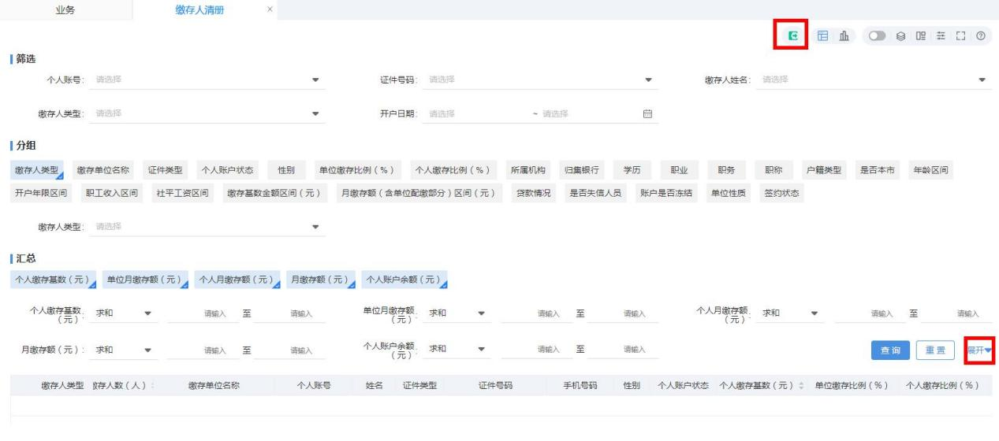 业务 缴存人清册 ×
筛选
个人账号: 请选择 证件号码: 请选择 缴存人姓名: 请选择
缴存人类型: 请选择 开户日期: 请选择 ~ 请选择
分组
缴存人类型 缴存单位名称 证件类型 个人账户状态 性别 单位缴存比例(%) 个人缴存比例(%) 所属机构 归集银行 学历 职业 职务 职称 户籍类型 是否本市 年龄区间
开户年限区间 职工收入区间 社平工资区间 缴存基数金额区间(元) 月缴存额(含单位配缴部分)区间(元) 贷款情况 是否失信人员 账户是否冻结 单位性质 签约状态
缴存人类型: 请选择
汇总
个人缴存基数(元) 单位月缴存额(元) 个人月缴存额(元) 月缴存额(元) 个人账户余额(元)
个人缴存基数(元): 求和 请输入 至 请输入 单位月缴存额(元): 求和 请输入 至 请输入 个人月缴存额(元): 求和 请输入 至 请输入
月缴存额(元): 求和 请输入 至 请输入 个人账户余额(元): 求和 请输入 至 请输入 查询 重置 展开
缴存人类型 缴存人数(人) 缴存单位名称 个人账号 姓名 证件类型 证件号码 手机号码 性别 个人账户状态 个人缴存基数(元) 单位缴存比例(%) 个人缴存比例(%)